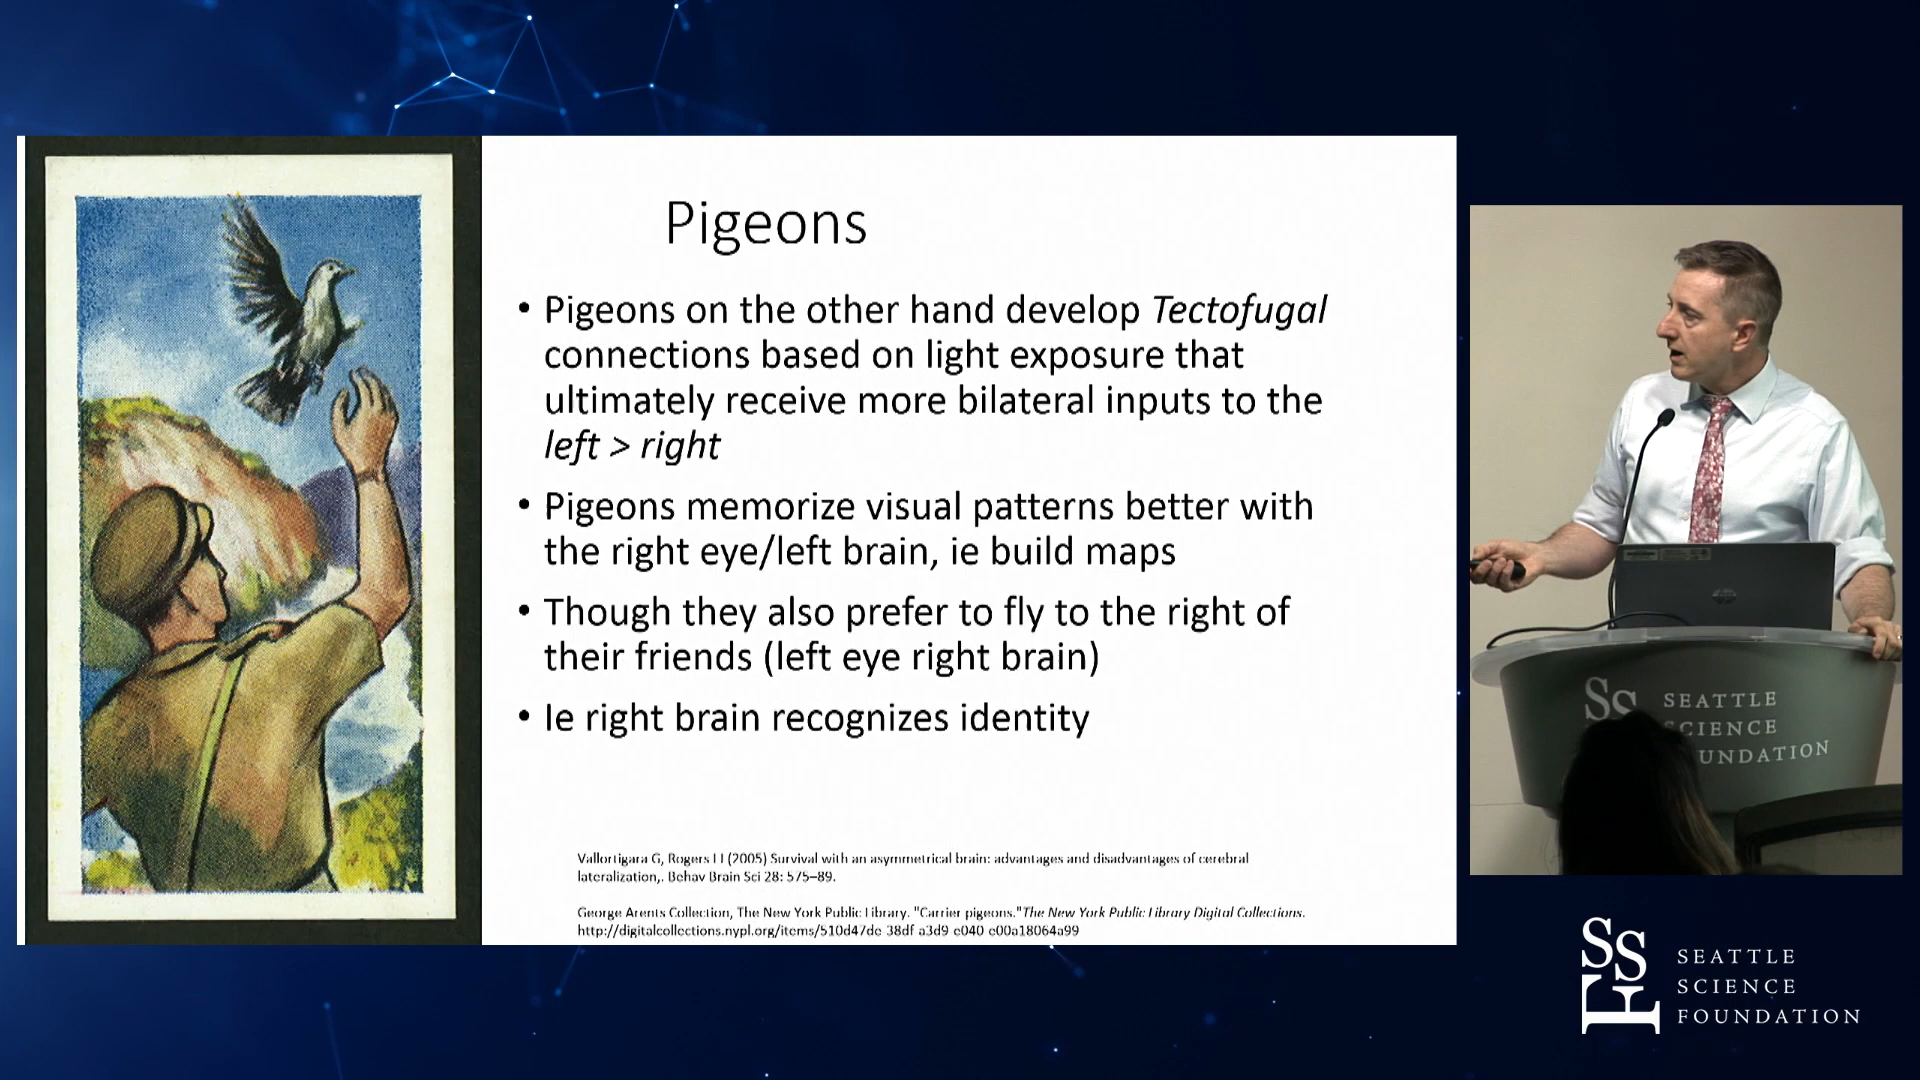 Pigeons
• Pigeons on the other hand develop Tectofugal
connections based on light exposure that
ultimately receive more bilateral inputs to the
left > right
• Pigeons memorize visual patterns better with
the right eye/left brain, ie build maps
• Though they also prefer to fly to the right of
their friends (left eye right brain)
• Ie right brain recognizes identity
Vallortigara G, Rogers LJ (2005) Survival with an asymmetrical brain: advantages and disadvantages of cerebral
lateralization,. Behav Brain Sci 28: 575–89.
George Arents Collection, The New York Public Library. "Carrier pigeons." The New York Public Library Digital Collections.
http://digitalcollections.nypl.org/items/510d47de-38df-a3d9-e040-e00a18064a99
SS
SEATTLE
SCIENCE
FOUNDATION
hp
SSF
SEATTLE
SCIENCE
FOUNDATION